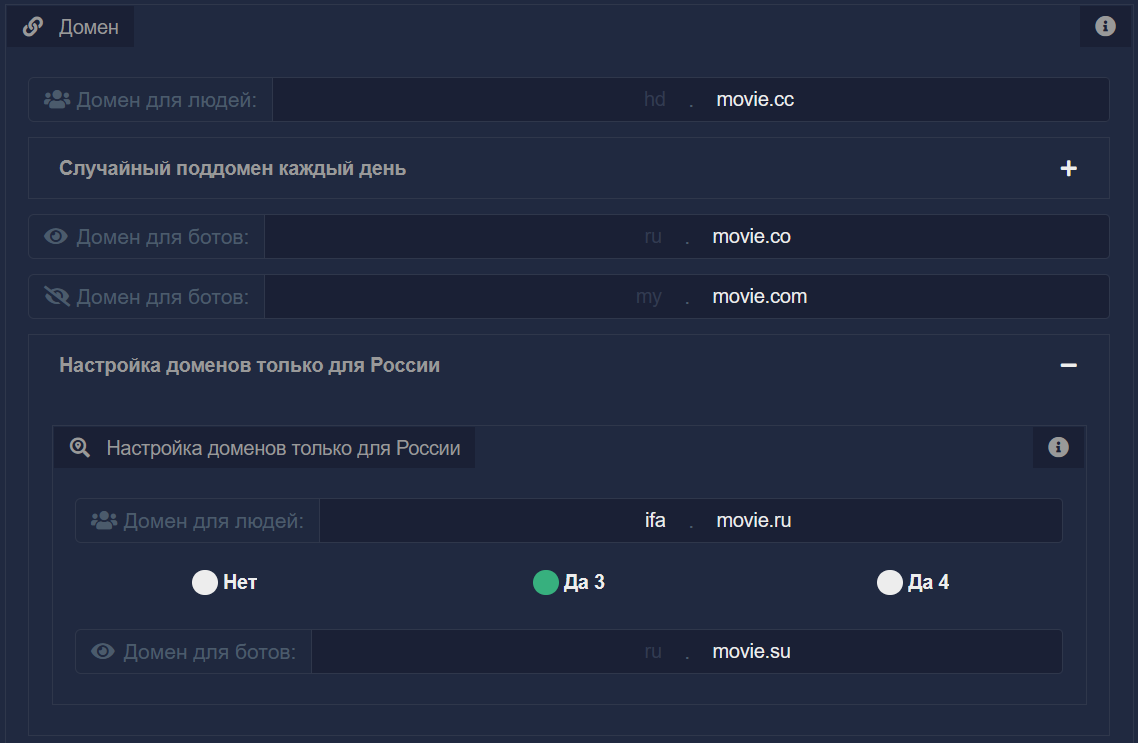 Домен
Домен для людей: hd . movie.cc
Случайный поддомен каждый день
Домен для ботов: ru . movie.co
Домен для ботов: my . movie.com
Настройка доменов только для России
Настройка доменов только для России
Домен для людей: ifa . movie.ru
Нет Да 3 Да 4
Домен для ботов: ru . movie.su